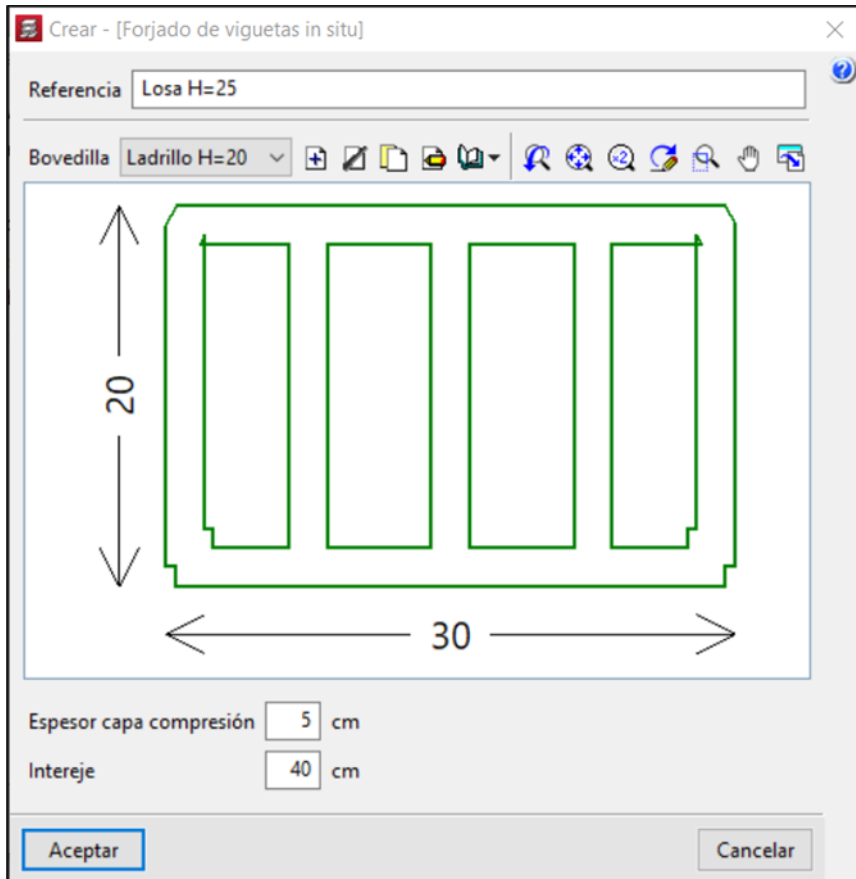 Crear - [Forjado de viguetas in situ]
Referencia Losa H=25
Bovedilla Ladrillo H=20
×2
20
30
Espesor capa compresión 5 cm
Intereje 40 cm
Aceptar Cancelar